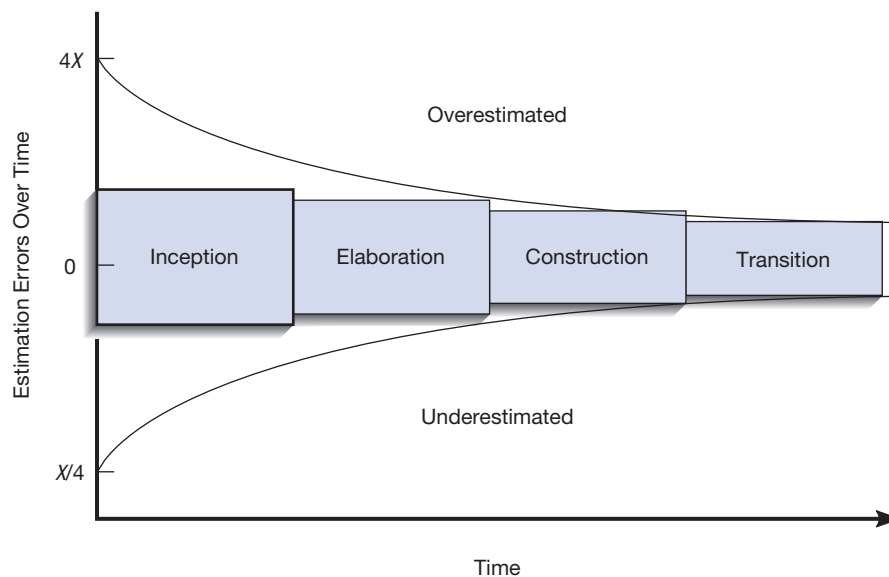 4X
Overestimated
Estimation Errors Over Time
Inception
Elaboration
Construction
Transition
0
Underestimated
X/4
Time